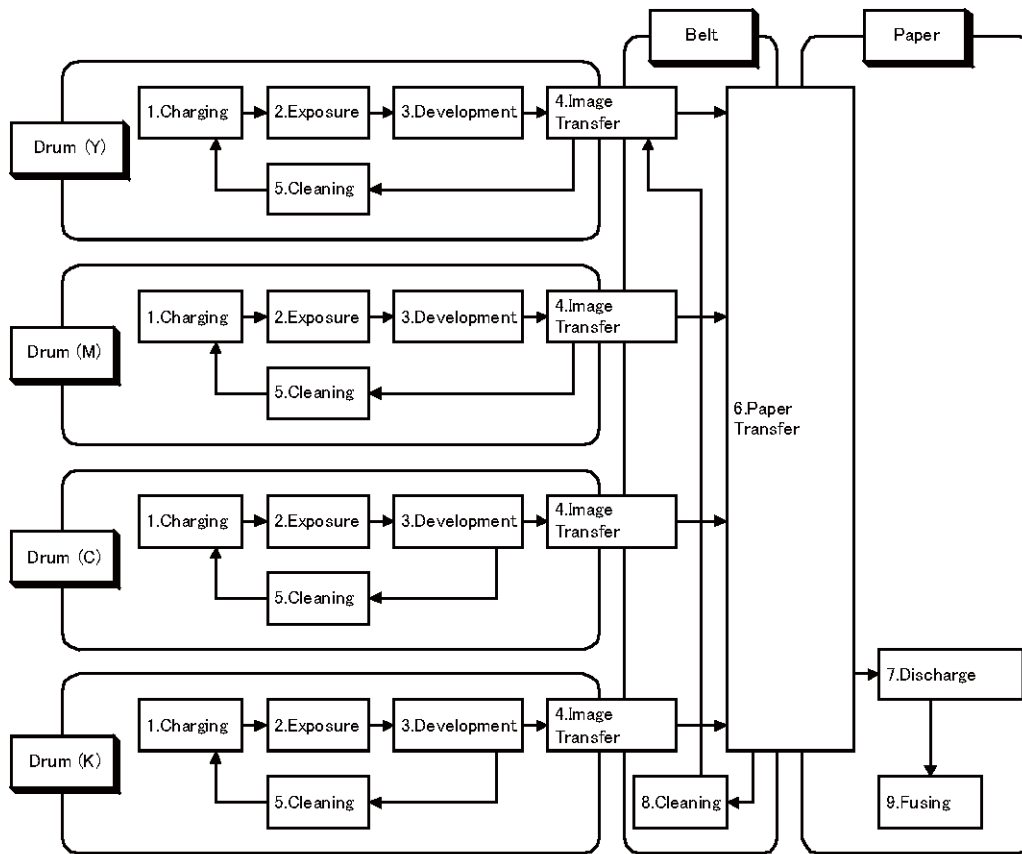 Belt
Paper
Drum (Y)
1.Charging
2.Exposure
3.Development
4.Image
Transfer
5.Cleaning
Drum (M)
1.Charging
2.Exposure
3.Development
4.Image
Transfer
5.Cleaning
6.Paper
Transfer
Drum (C)
1.Charging
2.Exposure
3.Development
4.Image
Transfer
5.Cleaning
Drum (K)
1.Charging
2.Exposure
3.Development
4.Image
Transfer
5.Cleaning
7.Discharge
8.Cleaning
9.Fusing